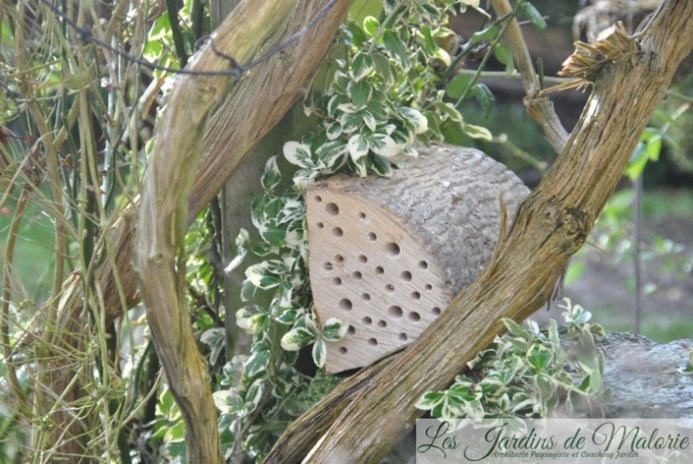 Les Jardins de Malorie
Architecte Paysagiste et Coaching Jardin